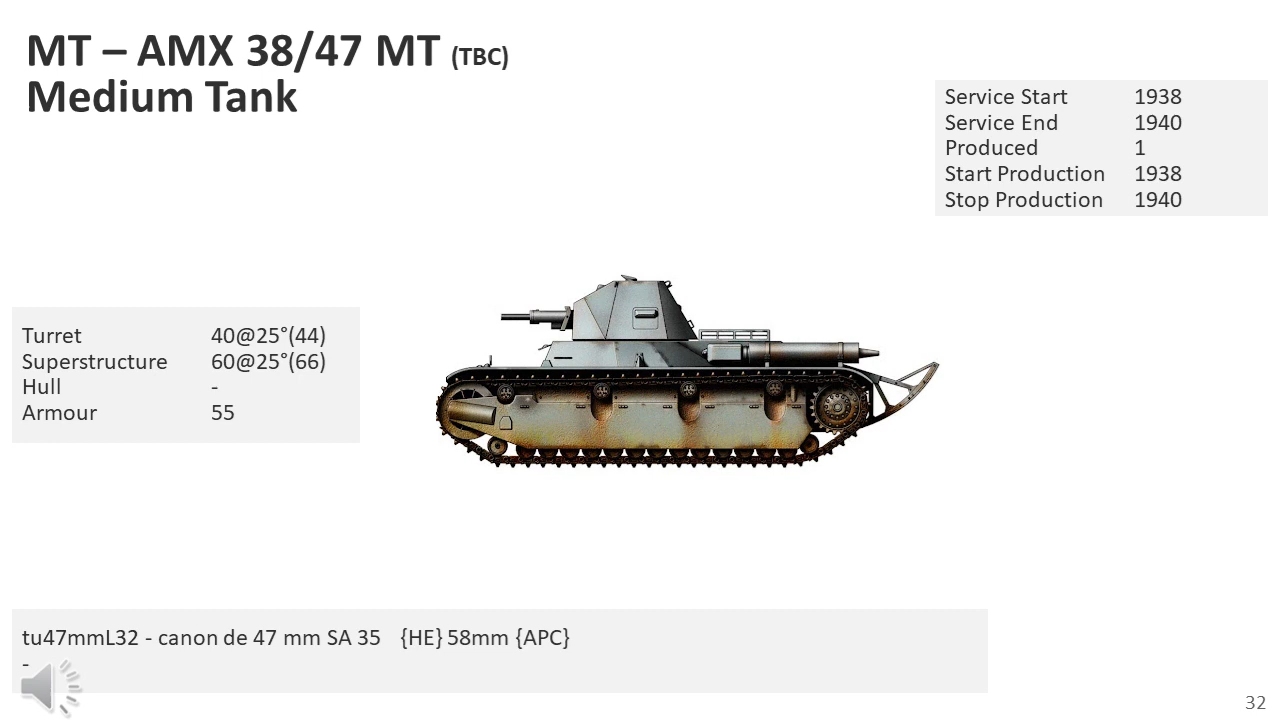 MT – AMX 38/47 MT (TBC)
Medium Tank
Service Start 1938
Service End 1940
Produced 1
Start Production 1938
Stop Production 1940
Turret 40@25°(44)
Superstructure 60@25°(66)
Hull -
Armour 55
tu47mmL32 - canon de 47 mm SA 35 {HE} 58mm {APC}
-
32